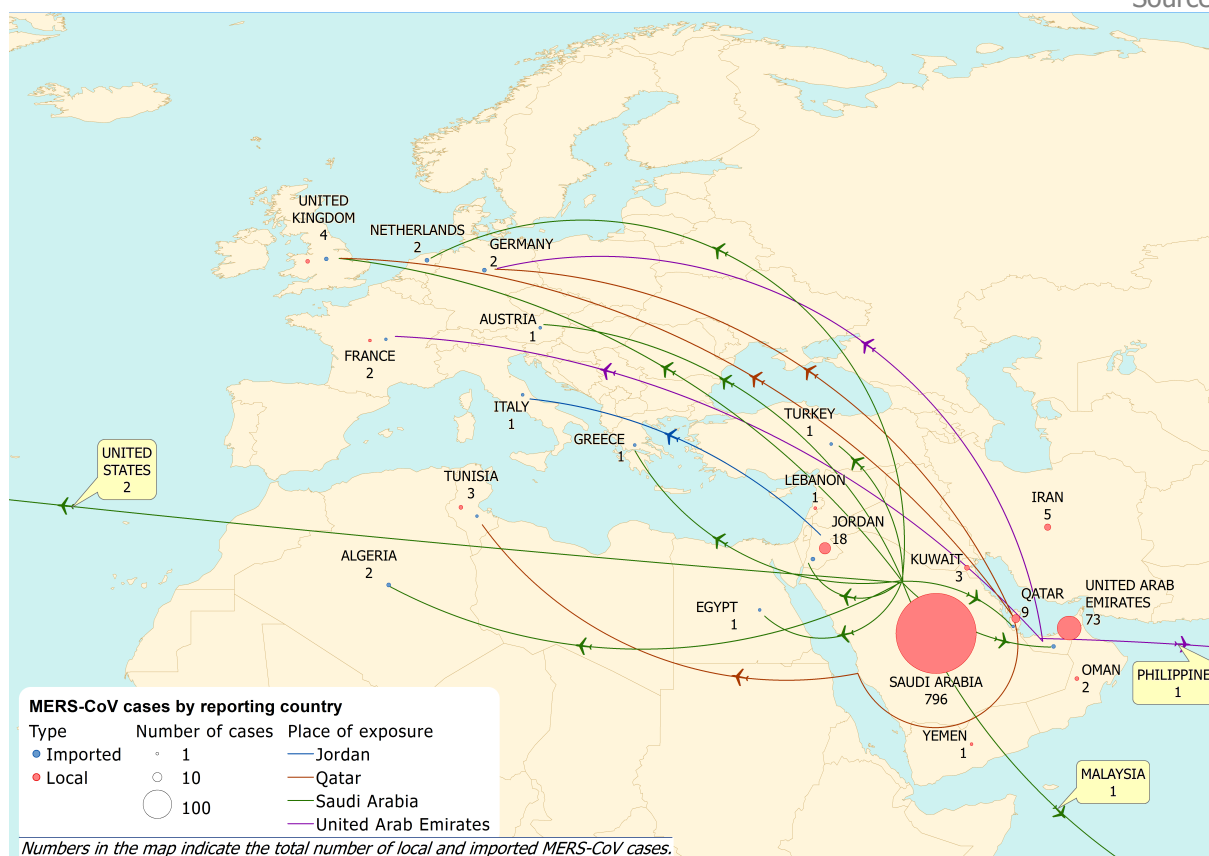 Source
UNITED
KINGDOM
4
NETHERLANDS
2
GERMANY
2
AUSTRIA
1
FRANCE
2
ITALY
1
GREECE
1
TURKEY
1
UNITED
STATES
2
TUNISIA
3
LEBANON
1
JORDAN
18
IRAN
5
ALGERIA
2
KUWAIT
3
EGYPT
1
QATAR
9
UNITED ARAB
EMIRATES
73
SAUDI ARABIA
796
OMAN
2
PHILIPPINE
1
YEMEN
1
MALAYSIA
1
MERS-CoV cases by reporting country
Type Number of cases Place of exposure
Imported 1 Jordan
Local 10 Qatar
100 Saudi Arabia
United Arab Emirates
Numbers in the map indicate the total number of local and imported MERS-CoV cases.